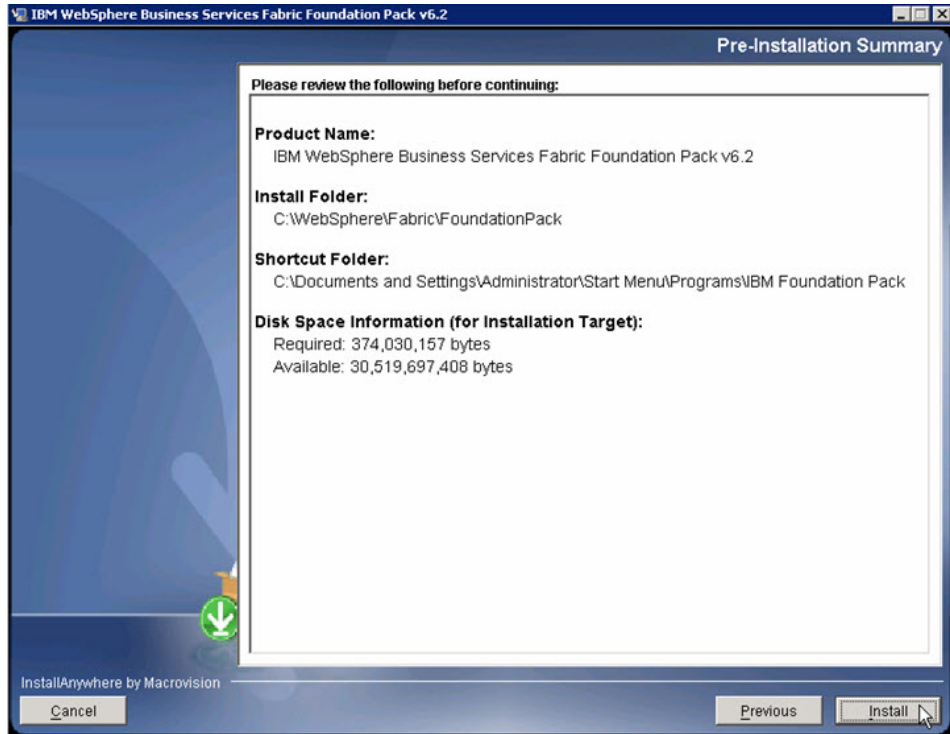 IBM WebSphere Business Services Fabric Foundation Pack v6.2
Pre-Installation Summary
Please review the following before continuing:
Product Name:
IBM WebSphere Business Services Fabric Foundation Pack v6.2
Install Folder:
C:\WebSphere\Fabric\FoundationPack
Shortcut Folder:
C:\Documents and Settings\Administrator\Start Menu\Programs\IBM Foundation Pack
Disk Space Information (for Installation Target):
Required: 374,030,157 bytes
Available: 30,519,697,408 bytes
InstallAnywhere by Macrovision
Cancel
Previous
Install